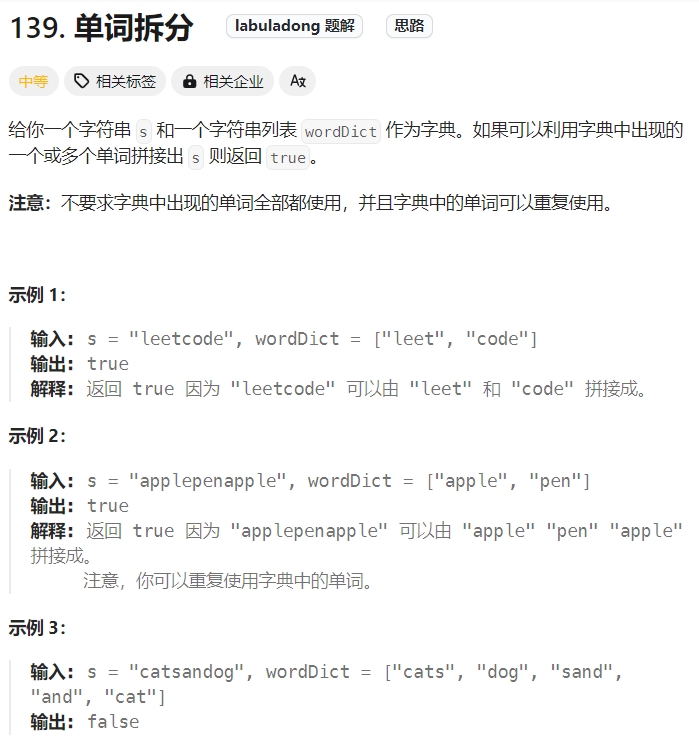 139. 单词拆分 labuladong 题解 思路
中等 相关标签 相关企业 Az
给你一个字符串 s 和一个字符串列表 wordDict 作为字典。如果可以利用字典中出现的
一个或多个单词拼接出 s 则返回 true。
注意：不要求字典中出现的单词全部都使用，并且字典中的单词可以重复使用。
示例 1：
输入: s = "leetcode", wordDict = ["leet", "code"]
输出: true
解释: 返回 true 因为 "leetcode" 可以由 "leet" 和 "code" 拼接成。
示例 2：
输入: s = "applepenapple", wordDict = ["apple", "pen"]
输出: true
解释: 返回 true 因为 "applepenapple" 可以由 "apple" "pen" "apple"
拼接成。
注意，你可以重复使用字典中的单词。
示例 3：
输入: s = "catsandog", wordDict = ["cats", "dog", "sand",
"and", "cat"]
输出: false